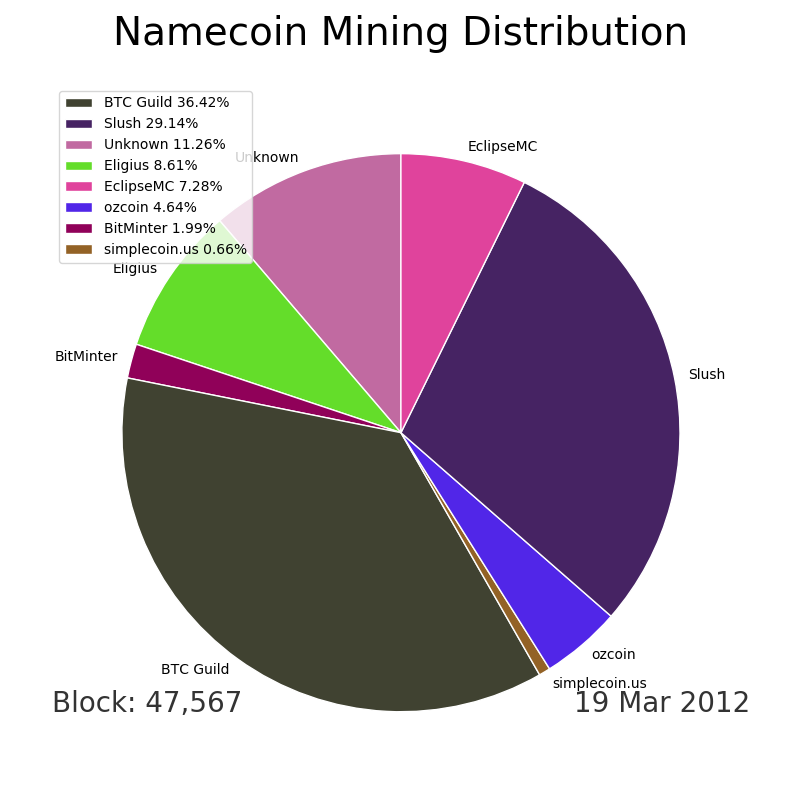 Namecoin Mining Distribution
BTC Guild 36.42%
Slush 29.14%
Unknown 11.26%
Eligius 8.61%
EclipseMC 7.28%
ozcoin 4.64%
BitMinter 1.99%
simplecoin.us 0.66%
EclipseMC
Unknown
Eligius
BitMinter
Slush
BTC Guild
ozcoin
simplecoin.us
Block: 47,567
19 Mar 2012